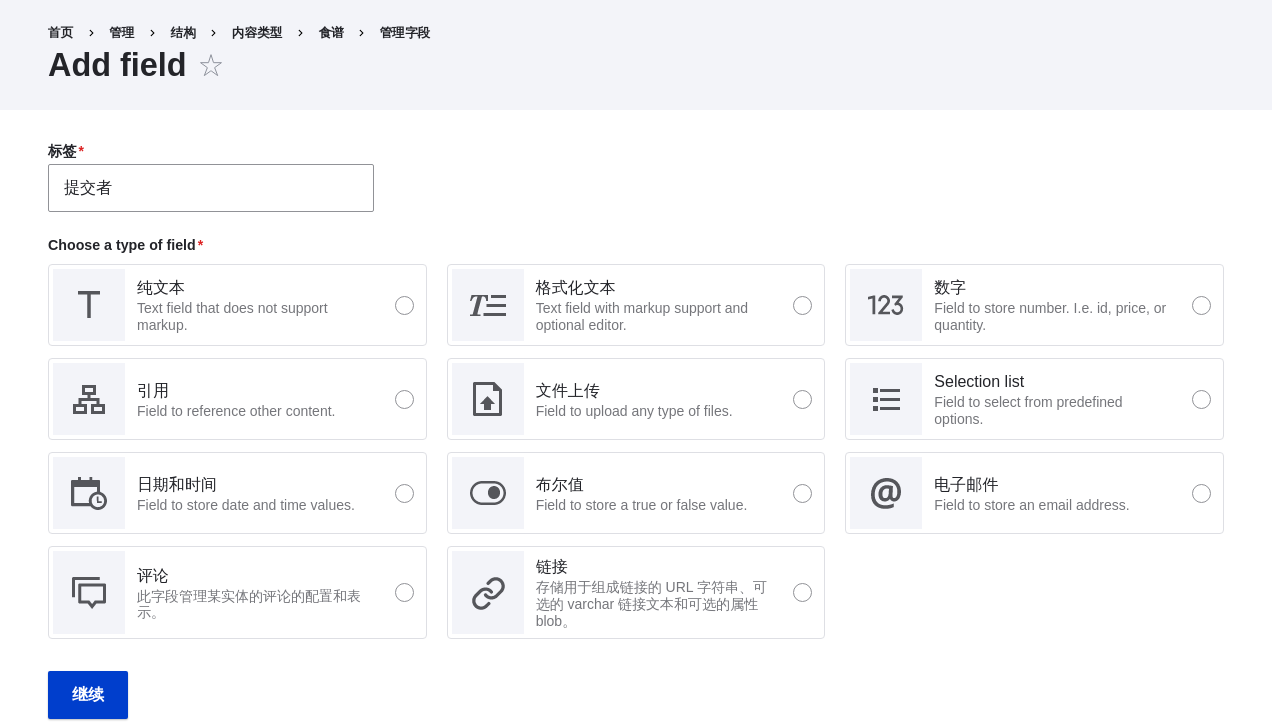 首页 › 管理 › 结构 › 内容类型 › 食谱 › 管理字段
Add field
标签*
提交者
Choose a type of field*
纯文本
Text field that does not support
markup.
格式化文本
Text field with markup support and
optional editor.
123
数字
Field to store number. I.e. id, price, or
quantity.
引用
Field to reference other content.
文件上传
Field to upload any type of files.
Selection list
Field to select from predefined
options.
日期和时间
Field to store date and time values.
布尔值
Field to store a true or false value.
@
电子邮件
Field to store an email address.
评论
此字段管理某实体的评论的配置和表
示。
链接
存储用于组成链接的 URL 字符串、可
选的 varchar 链接文本和可选的属性
blob。
继续